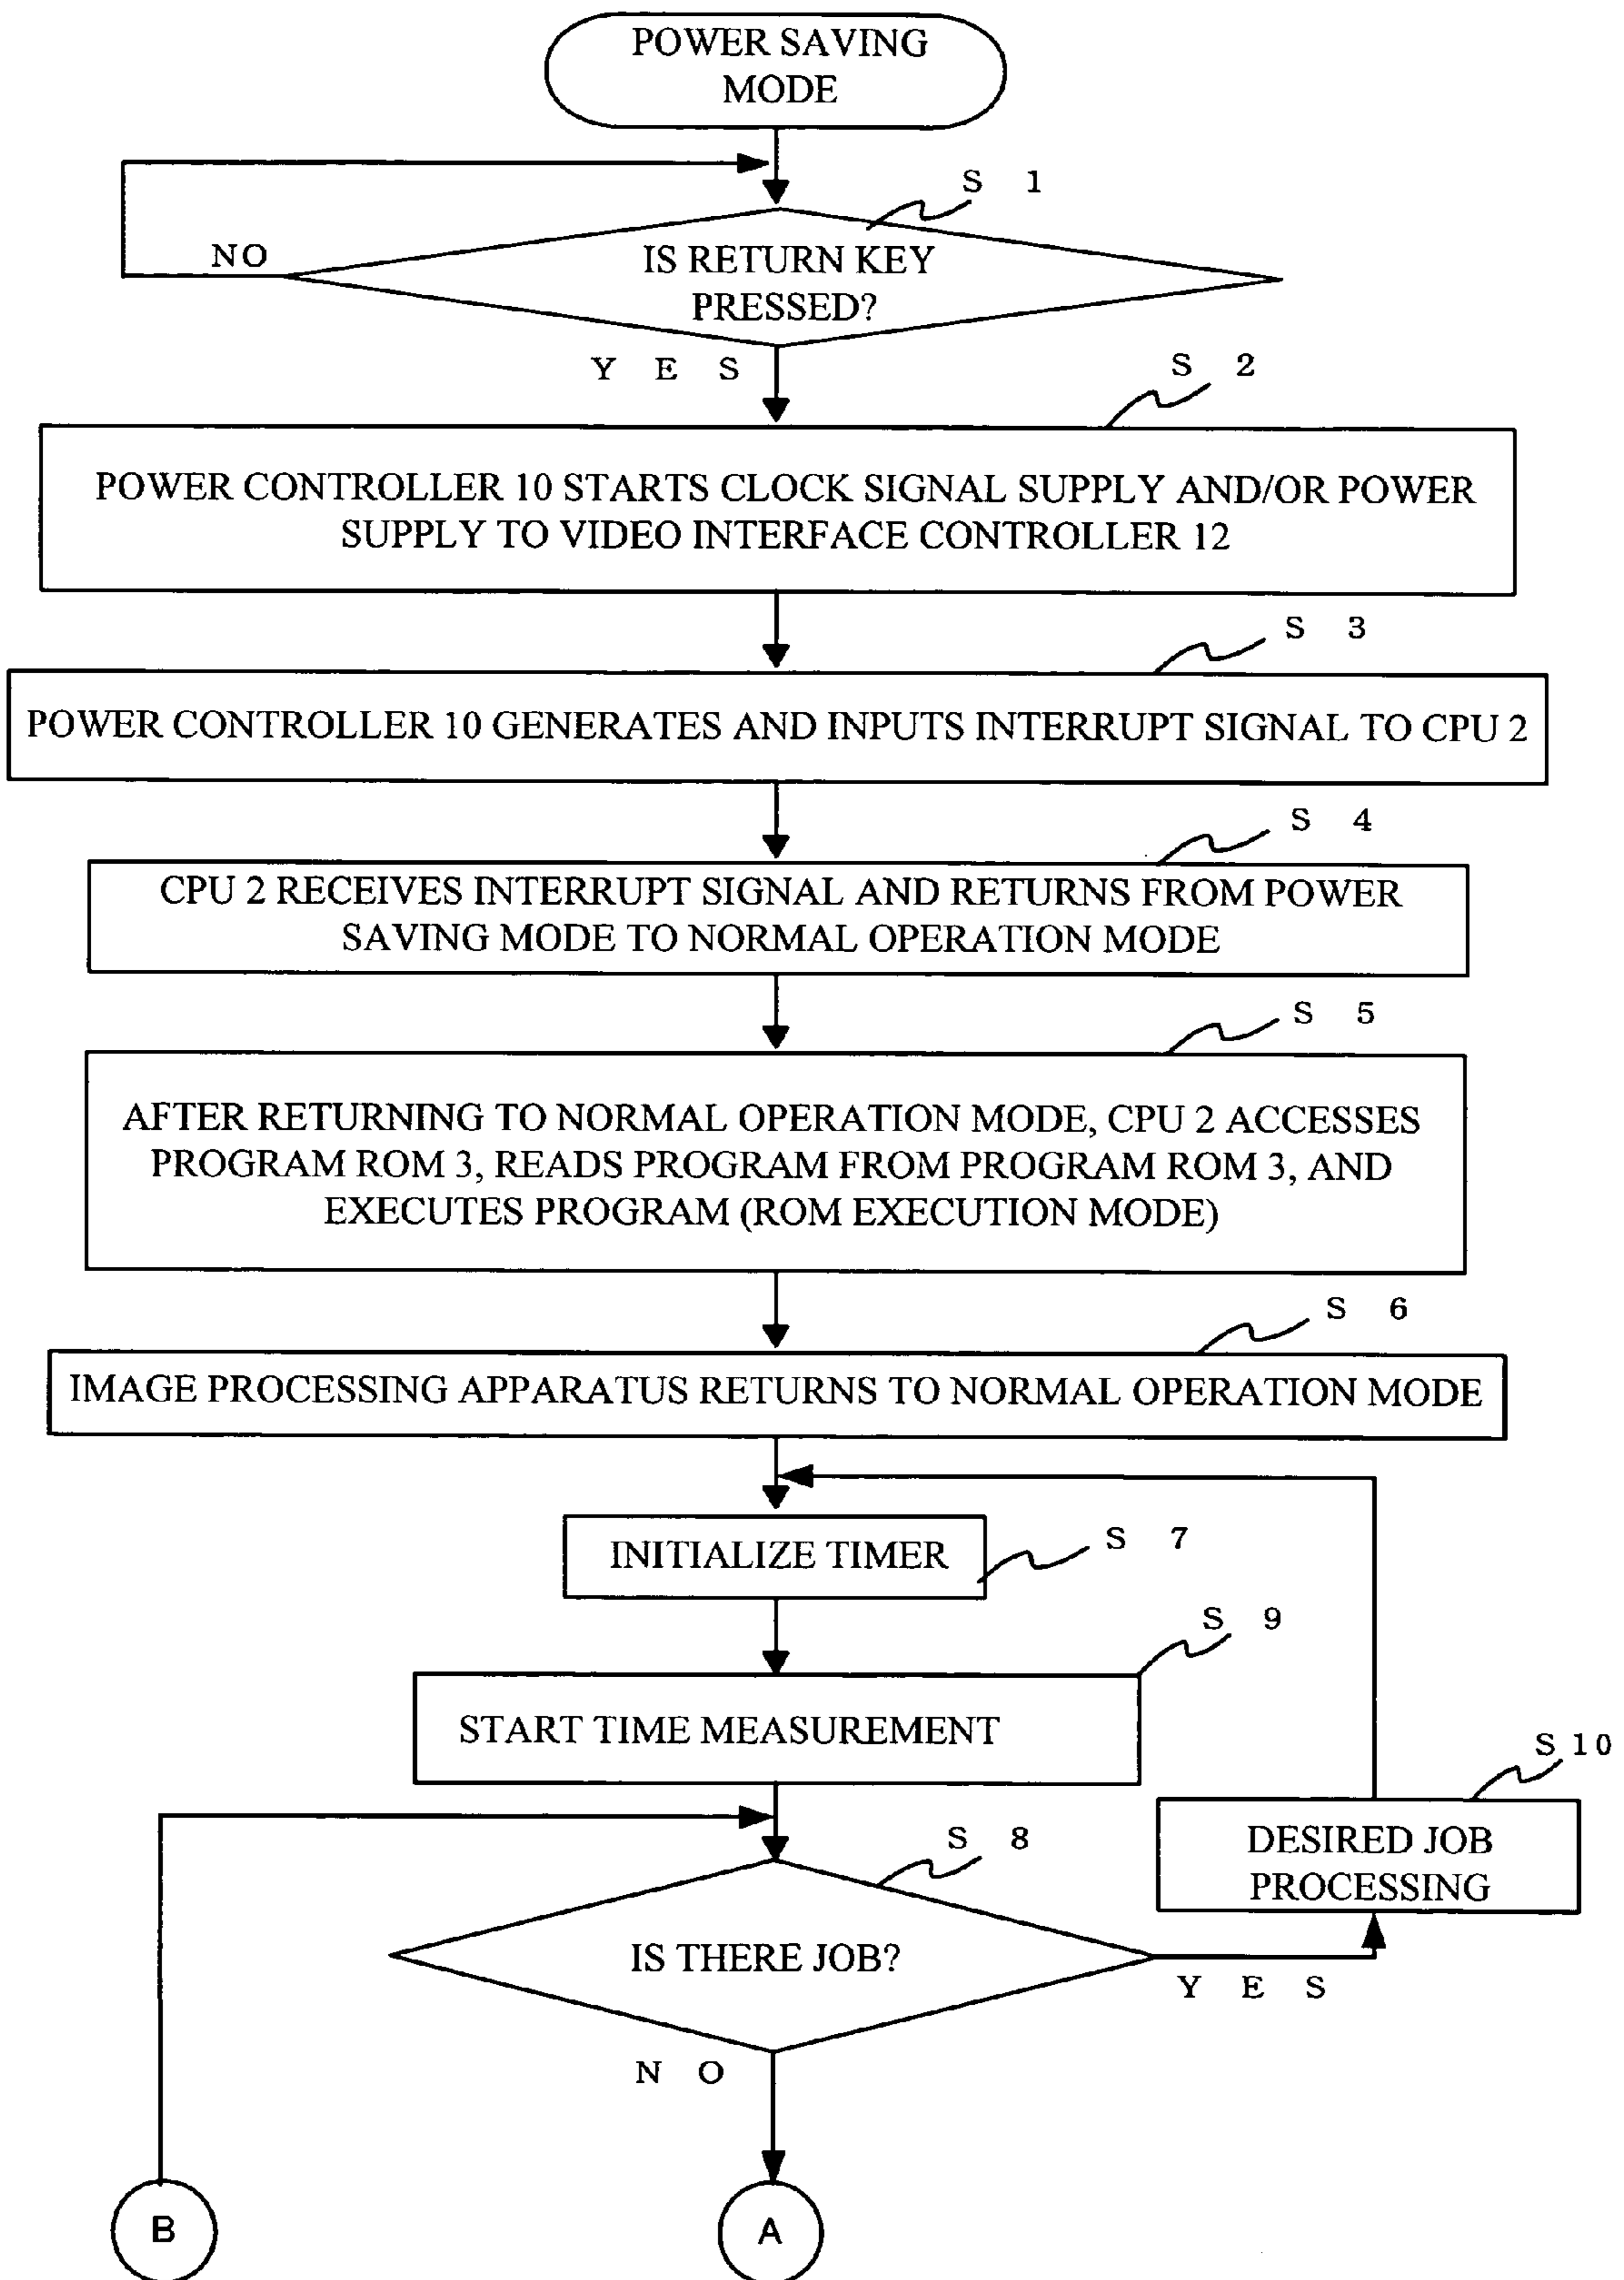 POWER SAVING
MODE
S 1
NO
IS RETURN KEY
PRESSED?
YES
S 2
POWER CONTROLLER 10 STARTS CLOCK SIGNAL SUPPLY AND/OR POWER
SUPPLY TO VIDEO INTERFACE CONTROLLER 12
S 3
POWER CONTROLLER 10 GENERATES AND INPUTS INTERRUPT SIGNAL TO CPU 2
S 4
CPU 2 RECEIVES INTERRUPT SIGNAL AND RETURNS FROM POWER
SAVING MODE TO NORMAL OPERATION MODE
S 5
AFTER RETURNING TO NORMAL OPERATION MODE, CPU 2 ACCESSES
PROGRAM ROM 3, READS PROGRAM FROM PROGRAM ROM 3, AND
EXECUTES PROGRAM (ROM EXECUTION MODE)
S 6
IMAGE PROCESSING APPARATUS RETURNS TO NORMAL OPERATION MODE
INITIALIZE TIMER
S 7
S 9
START TIME MEASUREMENT
S 10
DESIRED JOB
PROCESSING
S 8
IS THERE JOB?
YES
NO
B
A